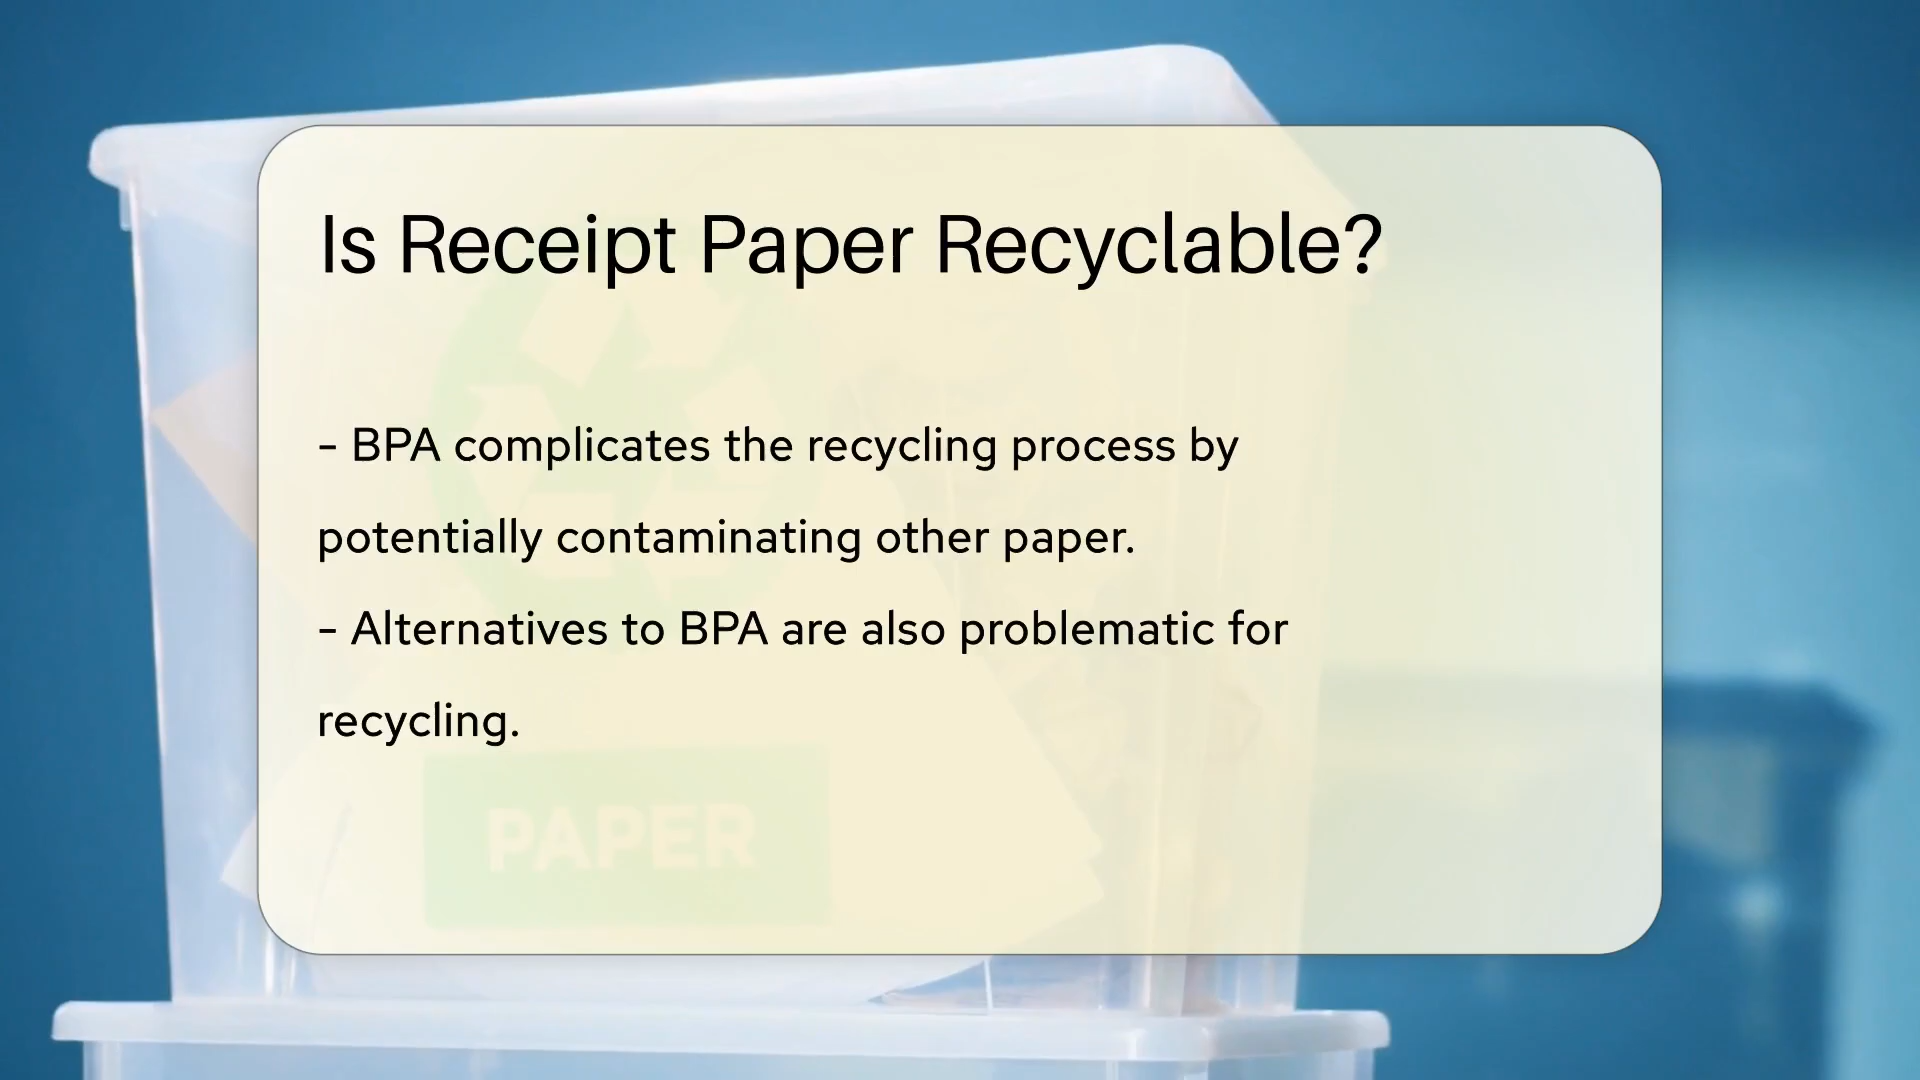 Is Receipt Paper Recyclable?
– BPA complicates the recycling process by
potentially contaminating other paper.
– Alternatives to BPA are also problematic for
recycling.
PAPER